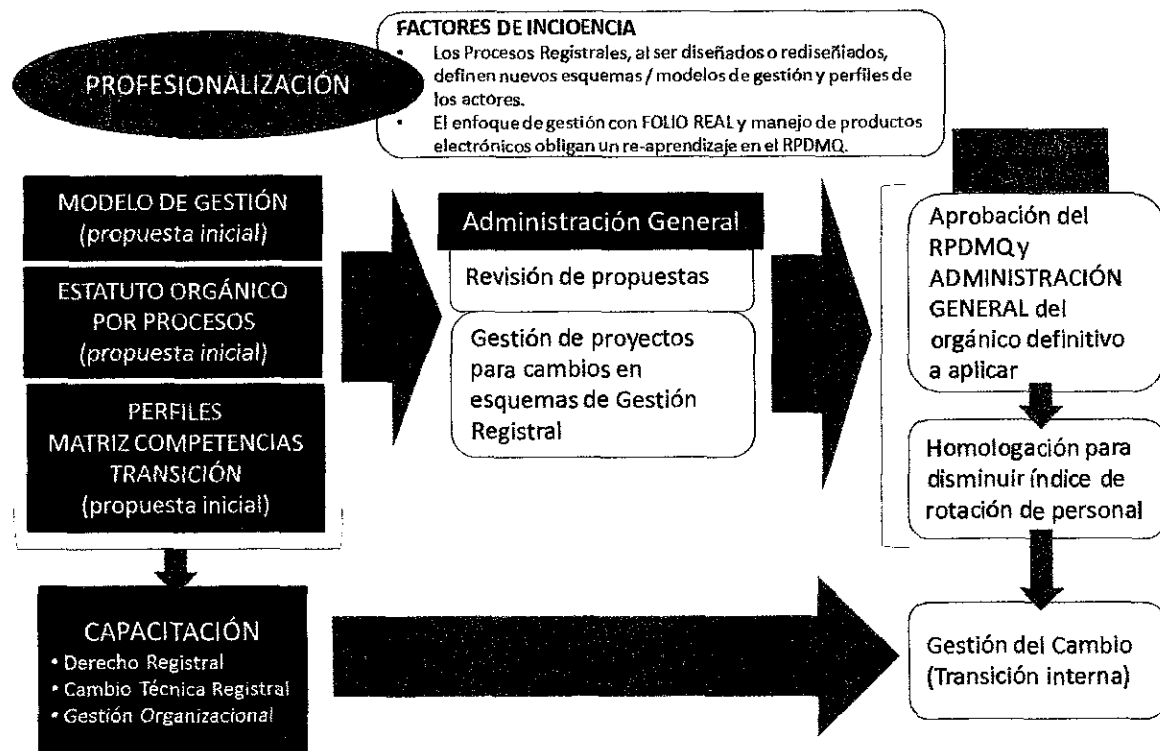 PROFESIONALIZACIÓN
FACTORES DE INCIOENCIA
• Los Procesos Registrales, al ser diseñados o rediseñiados,
definen nuevos esquemas / modelos de gestión y perfiles de
los actores.
• El enfoque de gestión con FOLIO REAL y manejo de productos
electrónicos obligan un re-aprendizaje en el RPDMQ.
MODELO DE GESTIÓN
(propuesta inicial)
ESTATUTO ORGÁNICO
POR PROCESOS
(propuesta inicial)
PERFILES
MATRIZ COMPETENCIAS
TRANSICIÓN
(propuesta inicial)
CAPACITACIÓN
• Derecho Registral
• Cambio Técnica Registral
• Gestión Organizacional
Administración General
Revisión de propuestas
Gestión de proyectos
para cambios en
esquemas de Gestión
Registral
Aprobación del
RPDMQ y
ADMINISTRACIÓN
GENERAL del
orgánico definitivo
a aplicar
Homologación para
disminuir índice de
rotación de personal
Gestión del Cambio
(Transición interna)